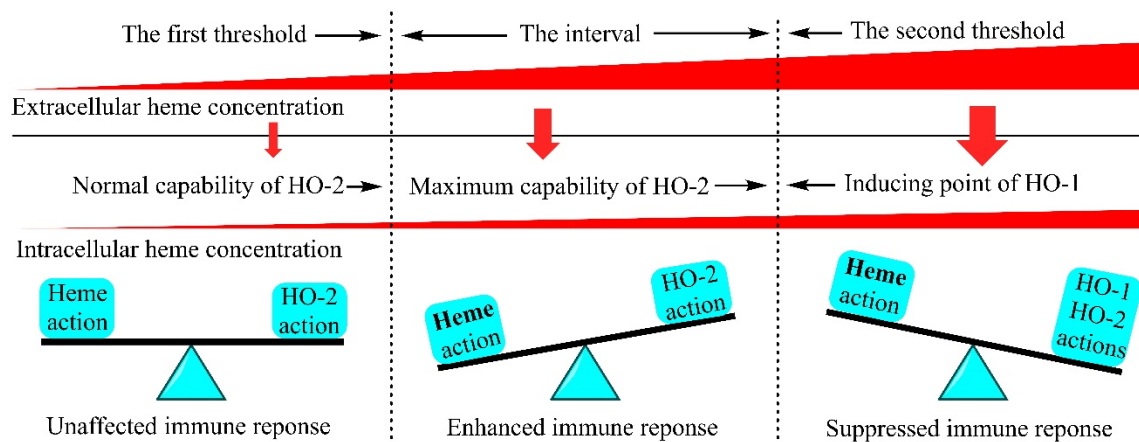 The first threshold
The interval
The second threshold
Extracellular heme concentration
Normal capability of HO-2
Maximum capability of HO-2
Inducing point of HO-1
Intracellular heme concentration
Heme
action
HO-2
action
Heme
action
HO-2
action
Heme
action
HO-1
HO-2
actions
Unaffected immune reponse
Enhanced immune reponse
Suppressed immune reponse